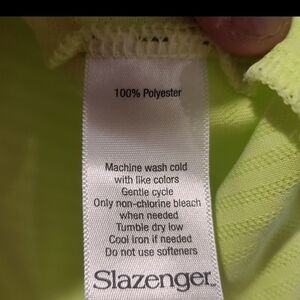 100% Polyester
Machine wash cold
with like colors
Gentle cycle
Only non-chlorine bleach
when needed
Tumble dry low
Cool iron if needed
Do not use softeners
Slazenger